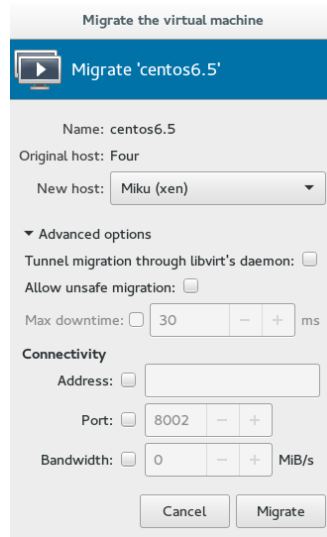 Migrate the virtual machine
Migrate 'centos6.5'
Name: centos6.5
Original host: Four
New host: Miku (xen)
Advanced options
Tunnel migration through libvirt's daemon:
Allow unsafe migration:
Max downtime: 30 − + ms
Connectivity
Address:
Port: 8002 − +
Bandwidth: 0 − + MiB/s
Cancel Migrate